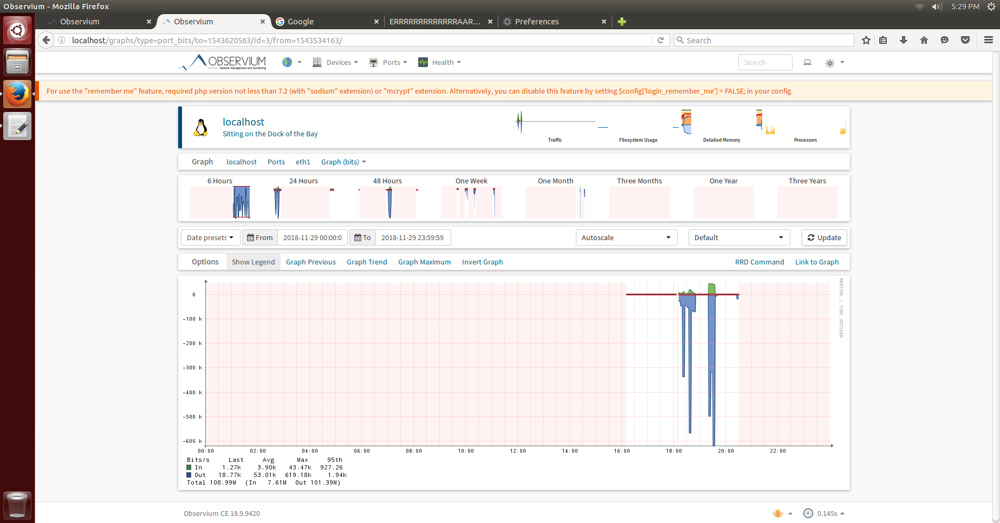 Observium - Mozilla Firefox
5:29 PM
Observium
Observium
Google
ERRRRRRRRRRRRRAAR...
Preferences
localhost/graphs/type=port_bits/to=1543620563/id=3/from=1543534163/
Search
OBSERVIUM
network management and monitoring
Devices
Ports
Health
Search
For use the "remember me" feature, required php version not less than 7.2 (with "sodium" extension) or "mcrypt" extension. Alternatively, you can disable this feature by setting $config['login_remember_me'] = FALSE; in your config.
localhost
Sitting on the Dock of the Bay
Traffic
Filesystem Usage
Detailed Memory
Processors
Graph localhost Ports eth1 Graph (bits)
6 Hours 24 Hours 48 Hours One Week One Month Three Months One Year Three Years
Date presets From 2018-11-29 00:00:0 To 2018-11-29 23:59:59 Autoscale Default Update
Options Show Legend Graph Previous Graph Trend Graph Maximum Invert Graph RRD Command Link to Graph
RRDTOOL / TOBI OETIKER
0
-100 k
-200 k
-300 k
-400 k
-500 k
-600 k
00:00 02:00 04:00 06:00 08:00 10:00 12:00 14:00 16:00 18:00 20:00 22:00
Bits/s Last Avg Max 95th
In 1.27k 3.90k 43.47k 927.26
Out 18.77k 53.01k 619.18k 1.94k
Total 108.99M (In 7.61M Out 101.39M)
Observium CE 18.9.9420
0.145s